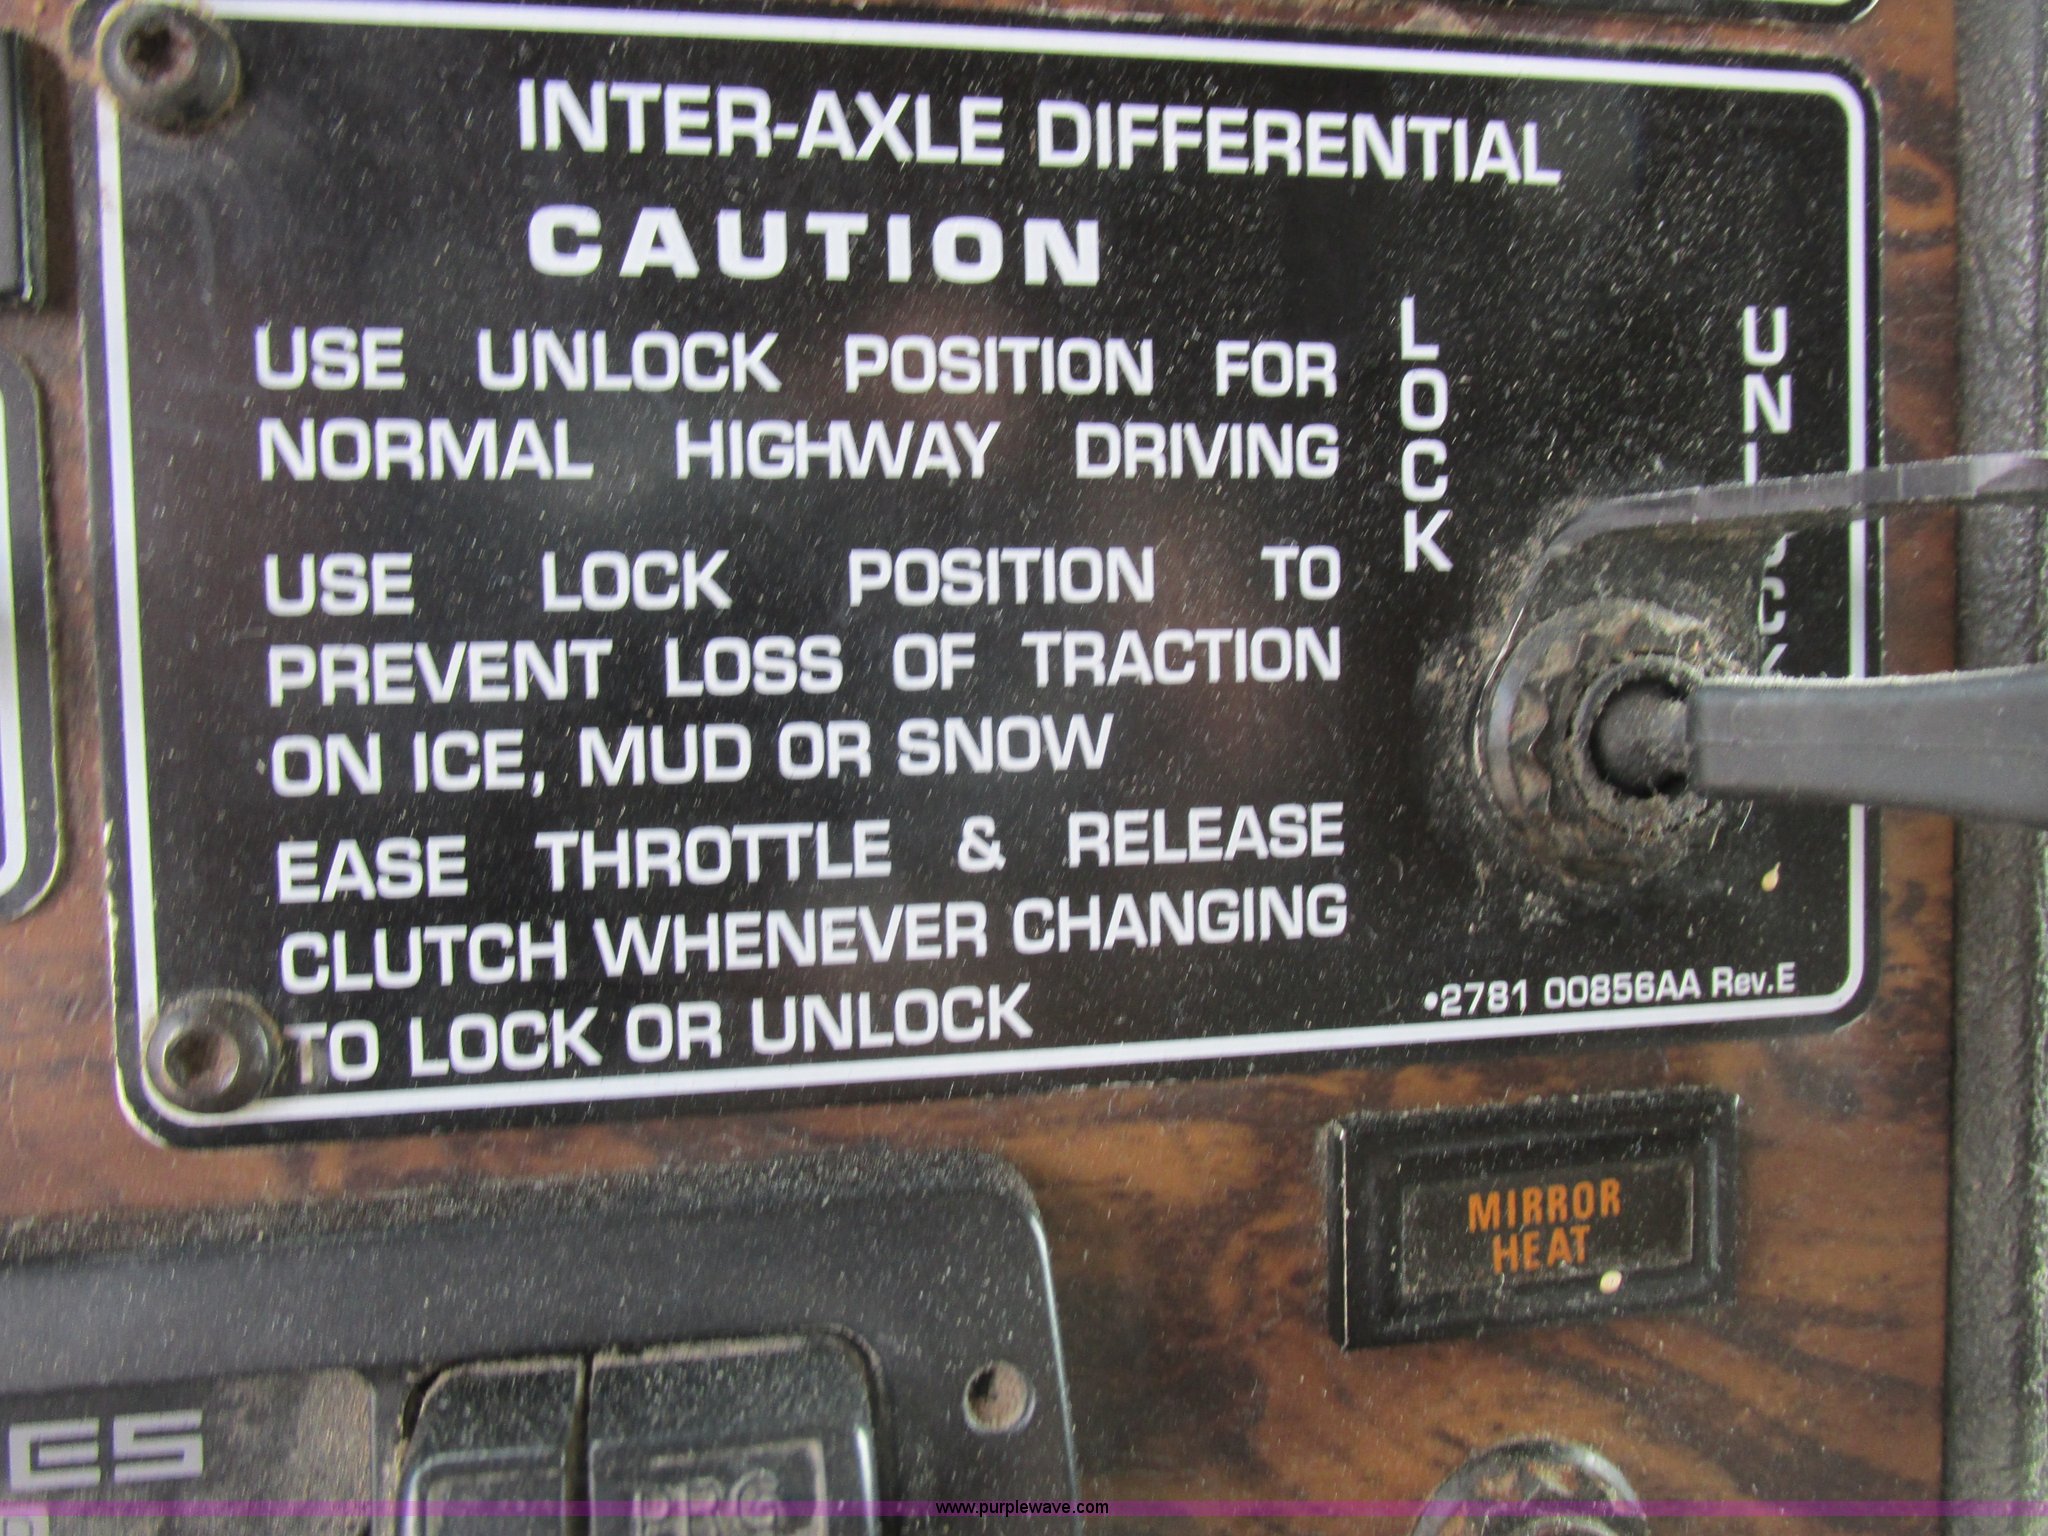 INTER-AXLE DIFFERENTIAL
CAUTION
USE UNLOCK POSITION FOR
NORMAL HIGHWAY DRIVING
USE LOCK POSITION TO
PREVENT LOSS OF TRACTION
ON ICE, MUD OR SNOW
EASE THROTTLE & RELEASE
CLUTCH WHENEVER CHANGING
TO LOCK OR UNLOCK
LOCK
UNLOCK
•2781 00856AA Rev.E
MIRROR
HEAT
ES
www.purplewave.com